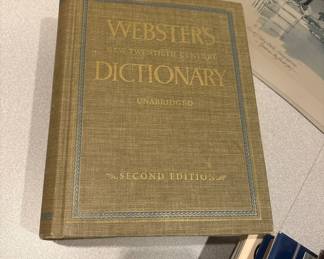 WEBSTER'S
NEW TWENTIETH CENTURY
DICTIONARY
UNABRIDGED
SECOND EDITION